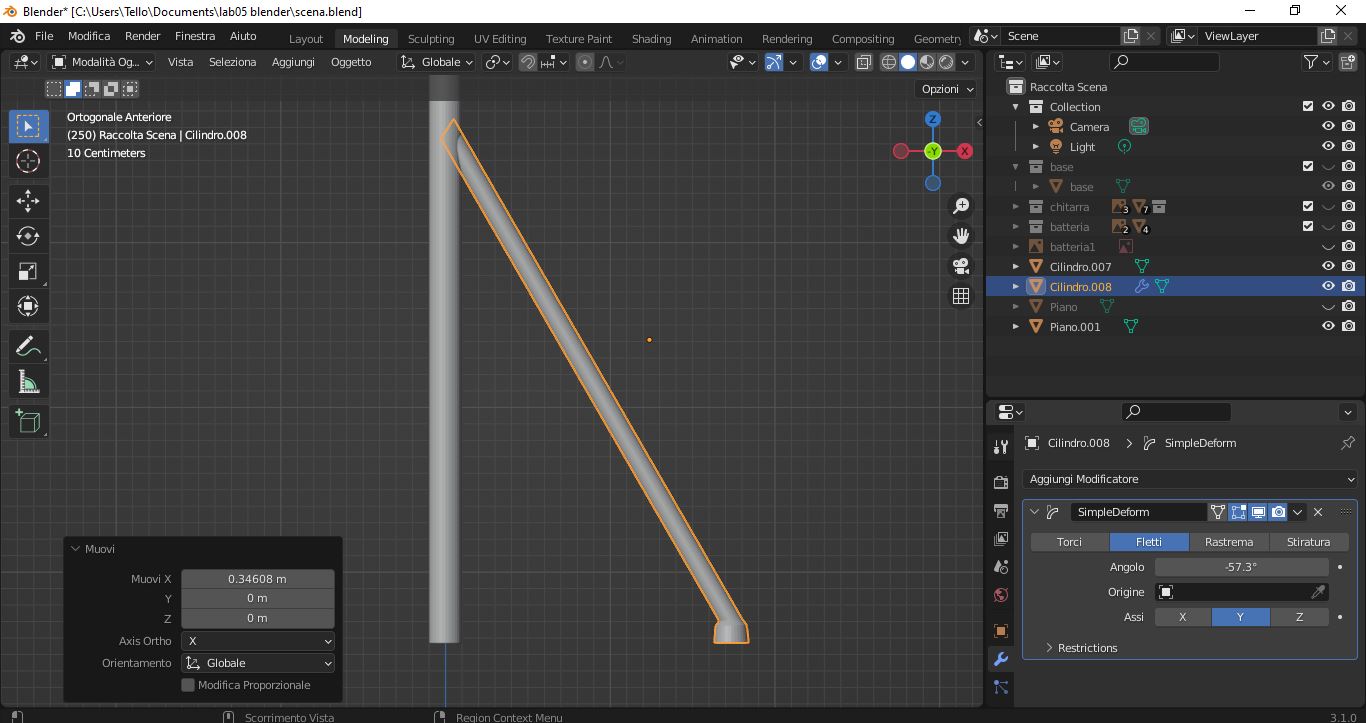 Blender* [C:\Users\Tello\Documents\lab05 blender\scena.blend]
File Modifica Render Finestra Aiuto Layout Modeling Sculpting UV Editing Texture Paint Shading Animation Rendering Compositing Geometry Scene ViewLayer
Modalità Og... Vista Seleziona Aggiungi Oggetto Globale
Opzioni
Ortogonale Anteriore
(250) Raccolta Scena | Cilindro.008
10 Centimeters
Z
-Y X
Muovi
Muovi X 0.34608 m
Y 0 m
Z 0 m
Axis Ortho X
Orientamento Globale
Modifica Proporzionale
Raccolta Scena
Collection
Camera
Light
base
base
chitarra 3 7
batteria 2 4
batteria1
Cilindro.007
Cilindro.008
Piano
Piano.001
Cilindro.008 > SimpleDeform
Aggiungi Modificatore
SimpleDeform
Torci Fletti Rastrema Stiratura
Angolo -57.3°
Origine
Assi X Y Z
Restrictions
Scorrimento Vista Region Context Menu 3.1.0